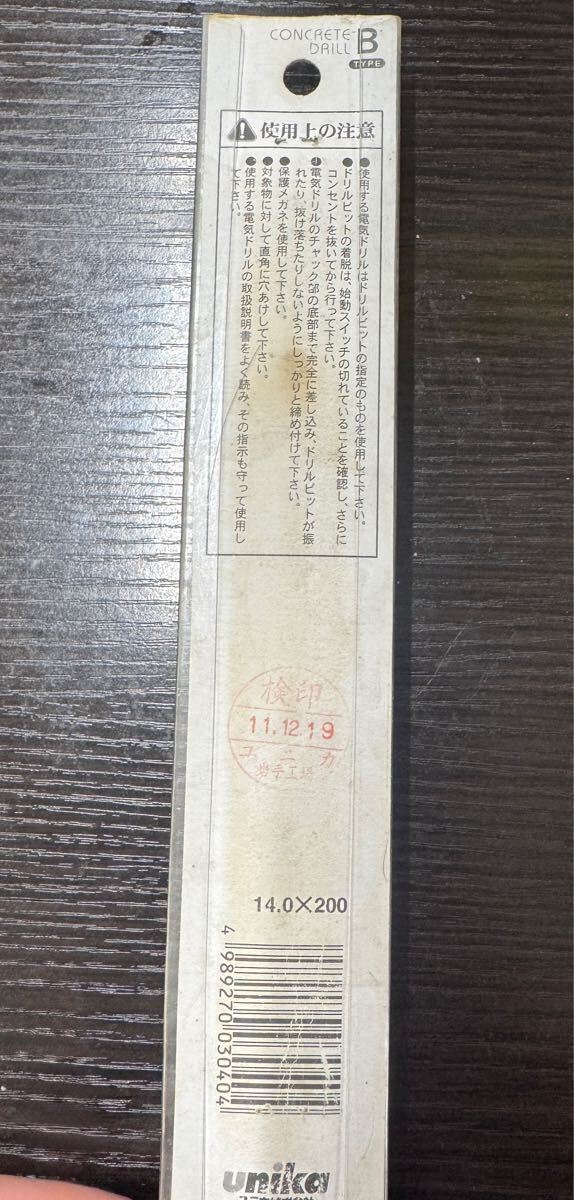 CONCRETE
DRILL B
TYPE
使用上の注意
●使用する電気ドリルはドリルビットの指定のものを使用して下さい。
●ドリルビットの着脱は、始動スイッチの切れていることを確認し、さらに
コンセントを抜いてから行って下さい。
●電気ドリルのチャック部の底部まで完全に差し込み、ドリルビットが振
れたり、抜け落ちたりしないようにしっかりと締め付けて下さい。
●保護メガネを使用して下さい。
●対象物に対して直角に穴あけして下さい。
●使用する電気ドリルの取扱説明書をよく読み、その指示も守って使用し
て下さい。
検印
11.12.19
ユニカ
岩手工場
14.0×200
4 989270 030404
unika